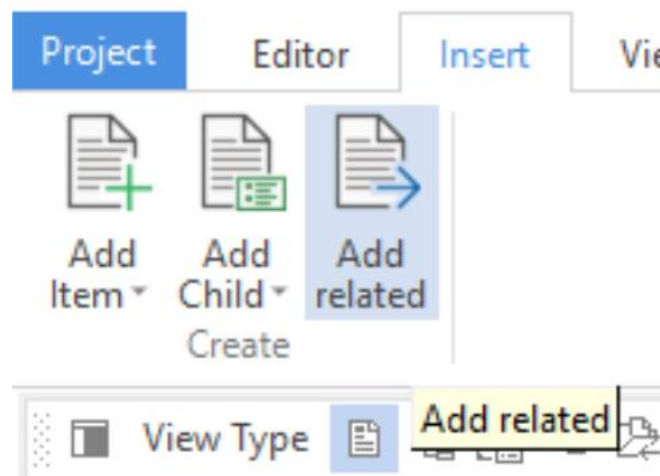 Project Editor Insert
Add Add Add
Item Child related
Create
View Type Add related